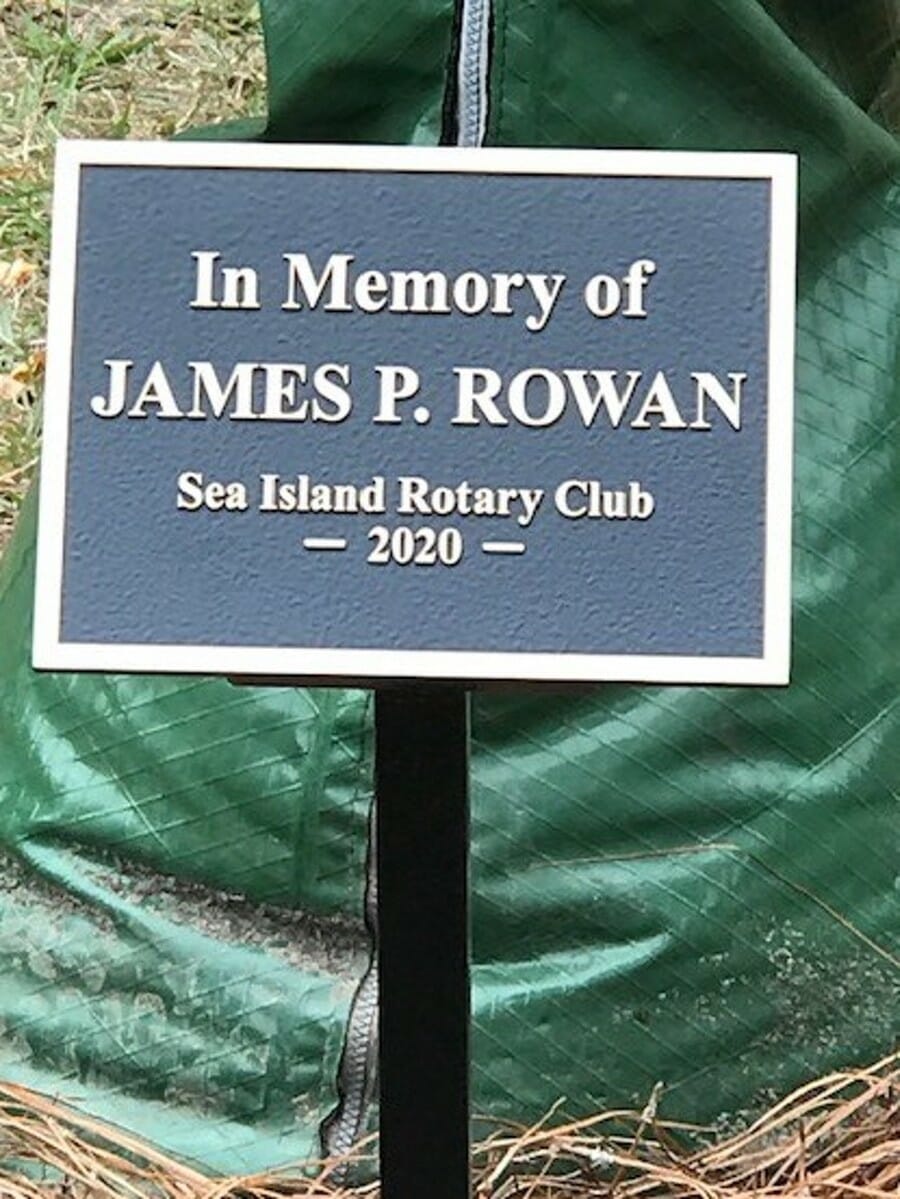 In Memory of
JAMES P. ROWAN
Sea Island Rotary Club
— 2020 —